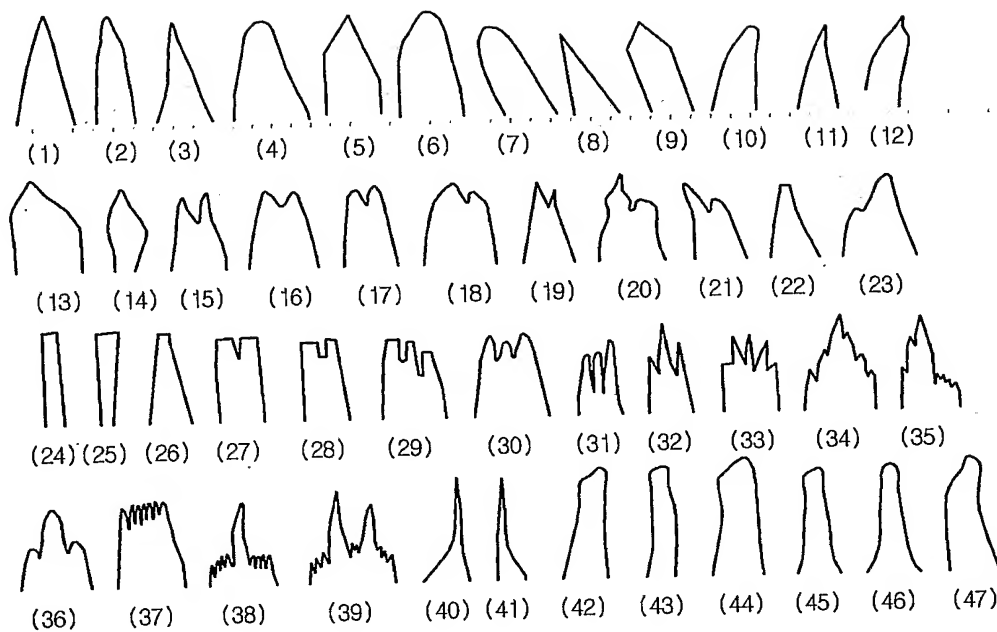 (1) (2) (3) (4) (5) (6) (7) (8) (9) (10) (11) (12)
(13) (14) (15) (16) (17) (18) (19) (20) (21) (22) (23)
(24) (25) (26) (27) (28) (29) (30) (31) (32) (33) (34) (35)
(36) (37) (38) (39) (40) (41) (42) (43) (44) (45) (46) (47)